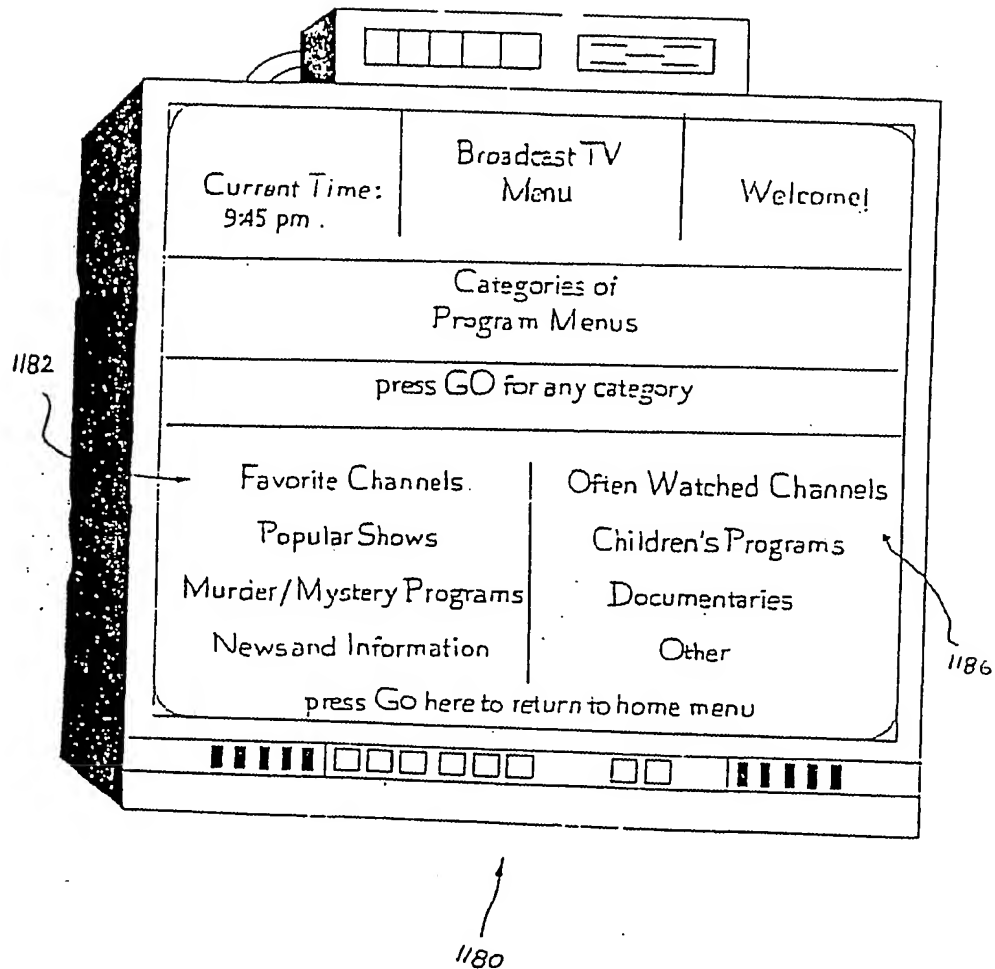 Current Time:
9:45 pm.
Broadcast TV
Menu
Welcome!
Categories of
Program Menus
press GO for any category
1182
Favorite Channels.
Popular Shows
Murder/Mystery Programs
News and Information
Often Watched Channels
Children's Programs
Documentaries
Other
1186
press Go here to return to home menu
1180